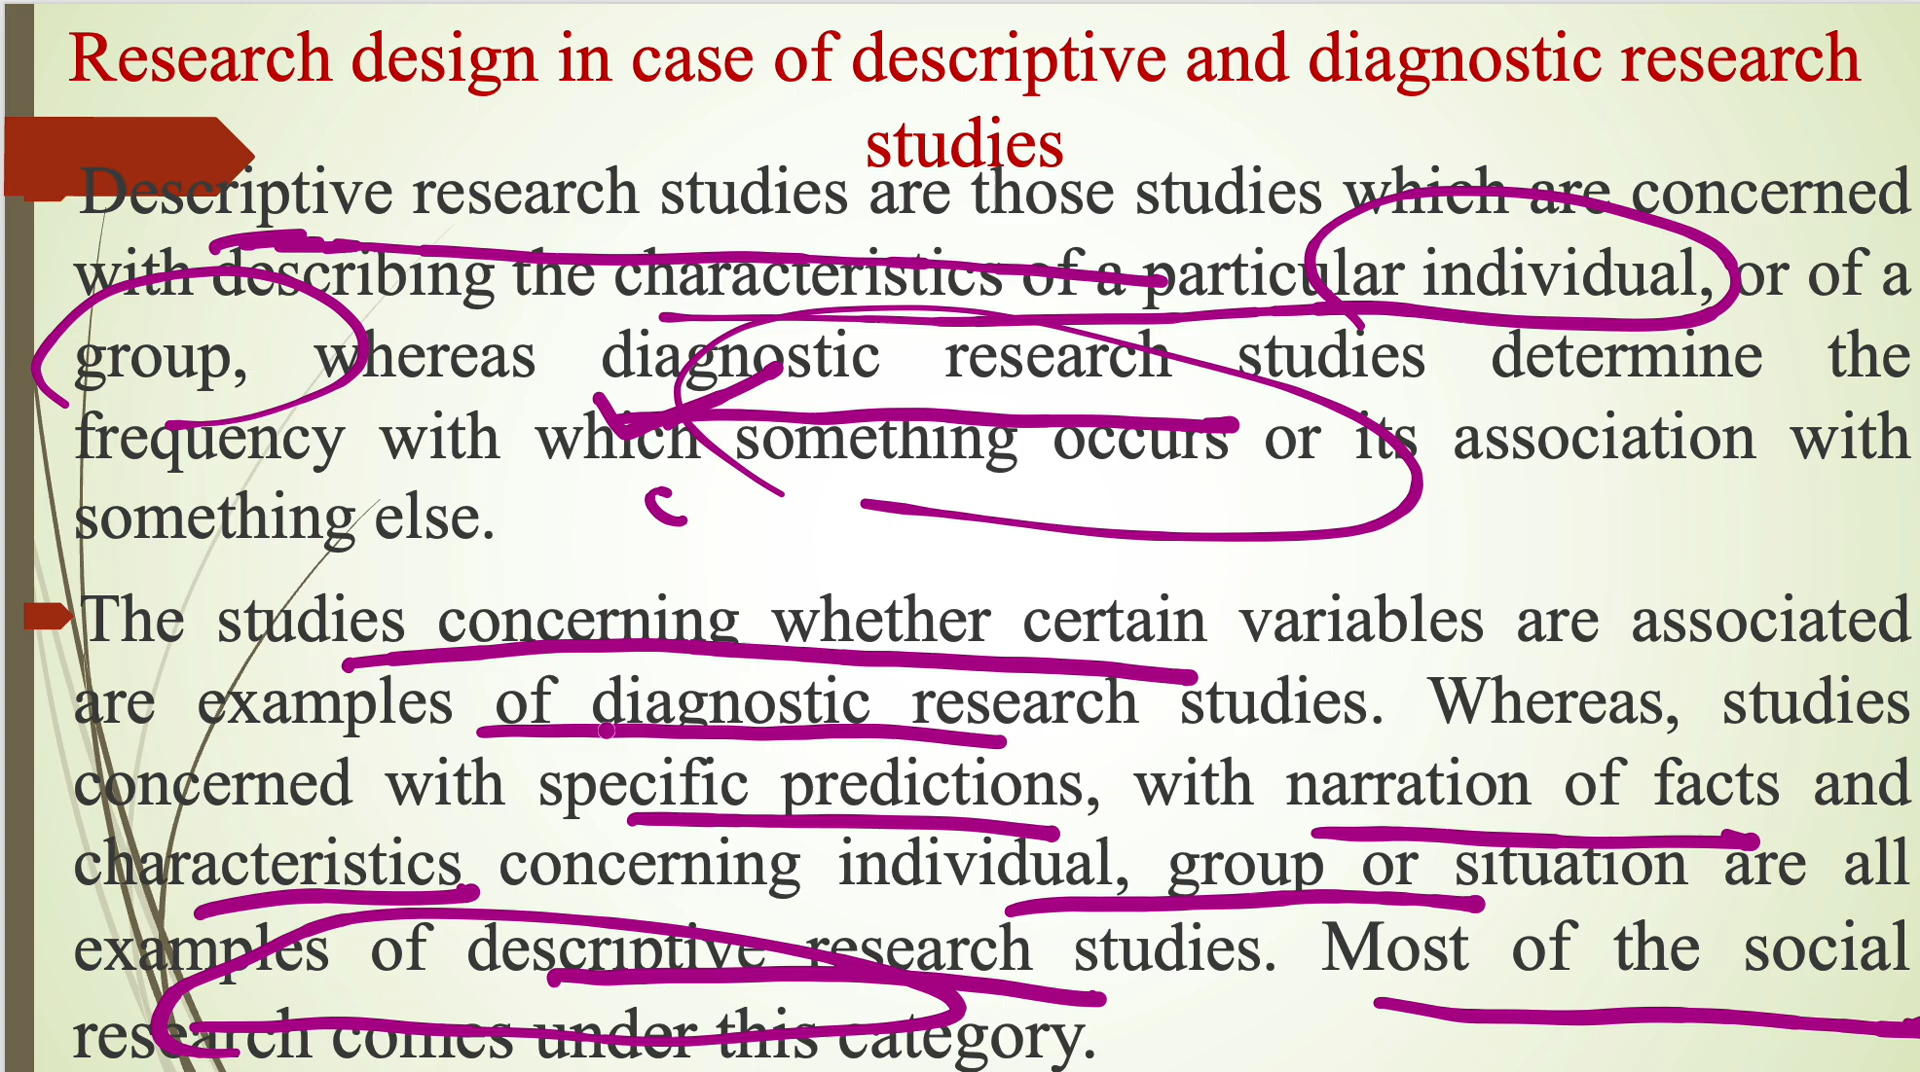 Research design in case of descriptive and diagnostic research
studies
Descriptive research studies are those studies which are concerned
with describing the characteristics of a particular individual, or of a
group, whereas diagnostic research studies determine the
frequency with which something occurs or its association with
something else.
The studies concerning whether certain variables are associated
are examples of diagnostic research studies. Whereas, studies
concerned with specific predictions, with narration of facts and
characteristics concerning individual, group or situation are all
examples of descriptive research studies. Most of the social
research comes under this category.